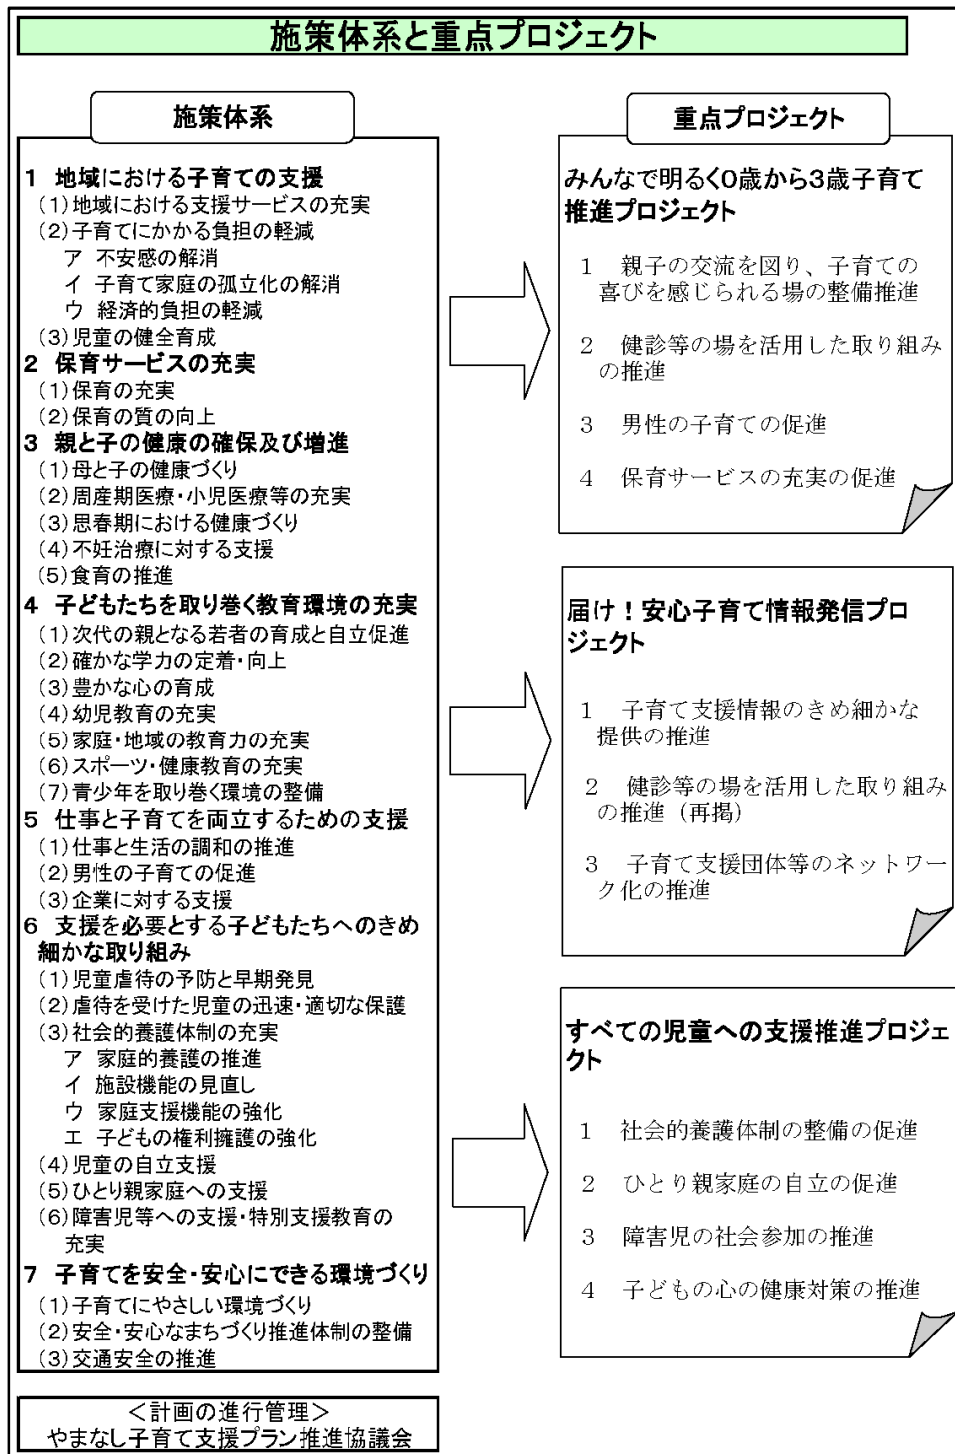 施策体系と重点プロジェクト
施策体系
1 地域における子育ての支援
(1)地域における支援サービスの充実
(2)子育てにかかる負担の軽減
ア 不安感の解消
イ 子育て家庭の孤立化の解消
ウ 経済的負担の軽減
(3)児童の健全育成
2 保育サービスの充実
(1)保育の充実
(2)保育の質の向上
3 親と子の健康の確保及び増進
(1)母と子の健康づくり
(2)周産期医療・小児医療等の充実
(3)思春期における健康づくり
(4)不妊治療に対する支援
(5)食育の推進
4 子どもたちを取り巻く教育環境の充実
(1)次代の親となる若者の育成と自立促進
(2)確かな学力の定着・向上
(3)豊かな心の育成
(4)幼児教育の充実
(5)家庭・地域の教育力の充実
(6)スポーツ・健康教育の充実
(7)青少年を取り巻く環境の整備
5 仕事と子育てを両立するための支援
(1)仕事と生活の調和の推進
(2)男性の子育ての促進
(3)企業に対する支援
6 支援を必要とする子どもたちへのきめ
細かな取り組み
(1)児童虐待の予防と早期発見
(2)虐待を受けた児童の迅速・適切な保護
(3)社会的養護体制の充実
ア 家庭的養護の推進
イ 施設機能の見直し
ウ 家庭支援機能の強化
エ 子どもの権利擁護の強化
(4)児童の自立支援
(5)ひとり親家庭への支援
(6)障害児等への支援・特別支援教育の
充実
7 子育てを安全・安心にできる環境づくり
(1)子育てにやさしい環境づくり
(2)安全・安心なまちづくり推進体制の整備
(3)交通安全の推進
<計画の進行管理>
やまなし子育て支援プラン推進協議会
重点プロジェクト
みんなで明るく0歳から3歳子育て
推進プロジェクト
1 親子の交流を図り、子育ての
喜びを感じられる場の整備推進
2 健診等の場を活用した取り組み
の推進
3 男性の子育ての促進
4 保育サービスの充実の促進
届け!安心子育て情報発信プロ
ジェクト
1 子育て支援情報のきめ細かな
提供の推進
2 健診等の場を活用した取り組み
の推進(再掲)
3 子育て支援団体等のネットワー
ク化の推進
すべての児童への支援推進プロジェ
クト
1 社会的養護体制の整備の促進
2 ひとり親家庭の自立の促進
3 障害児の社会参加の推進
4 子どもの心の健康対策の推進